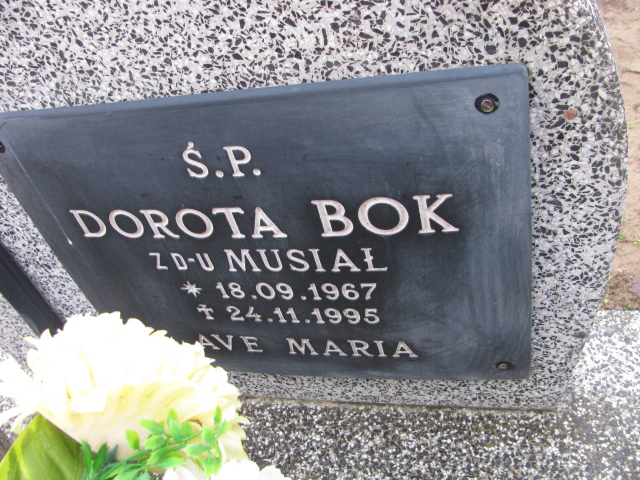 Ś.P.
DOROTA BOK
Z D-U MUSIAŁ
* 18.09.1967
✝ 24.11.1995
AVE MARIA